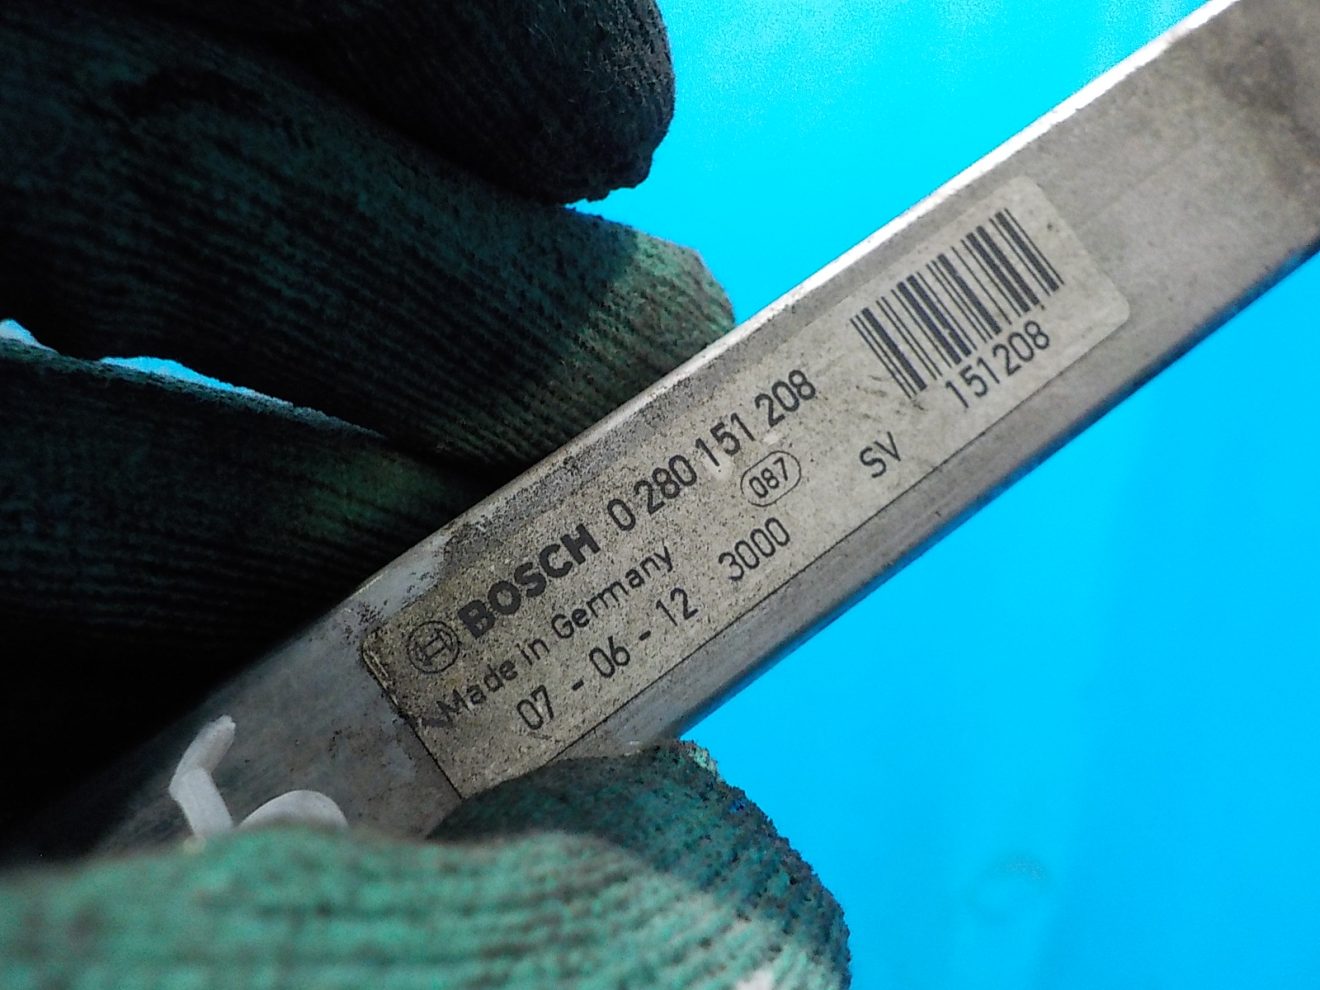 BOSCH 0 280 151 208
Made in Germany 087
07 - 06 - 12 3000 SV
151208